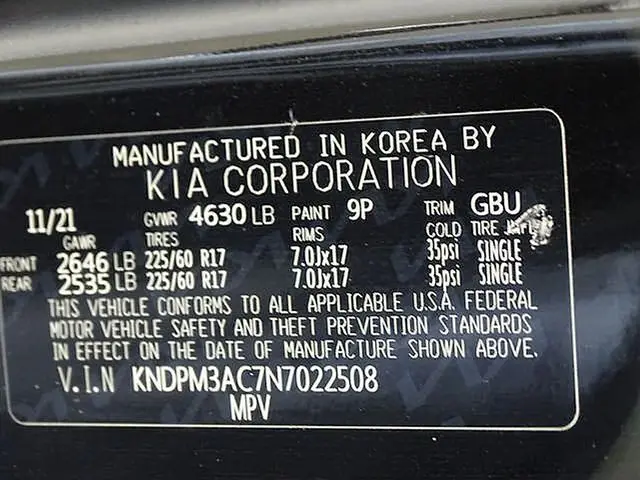 MANUFACTURED IN KOREA BY
KIA CORPORATION
11/21 GVWR 4630 LB PAINT 9P TRIM GBU
GAWR TIRES RIMS COLD TIRE
FRONT 2646 LB 225/60 R17 7.0Jx17 35psi SINGLE
REAR 2535 LB 225/60 R17 7.0Jx17 35psi SINGLE
THIS VEHICLE CONFORMS TO ALL APPLICABLE U.S.A. FEDERAL
MOTOR VEHICLE SAFETY AND THEFT PREVENTION STANDARDS
IN EFFECT ON THE DATE OF MANUFACTURE SHOWN ABOVE.
V.I.N KNDPM3AC7N7022508
MPV